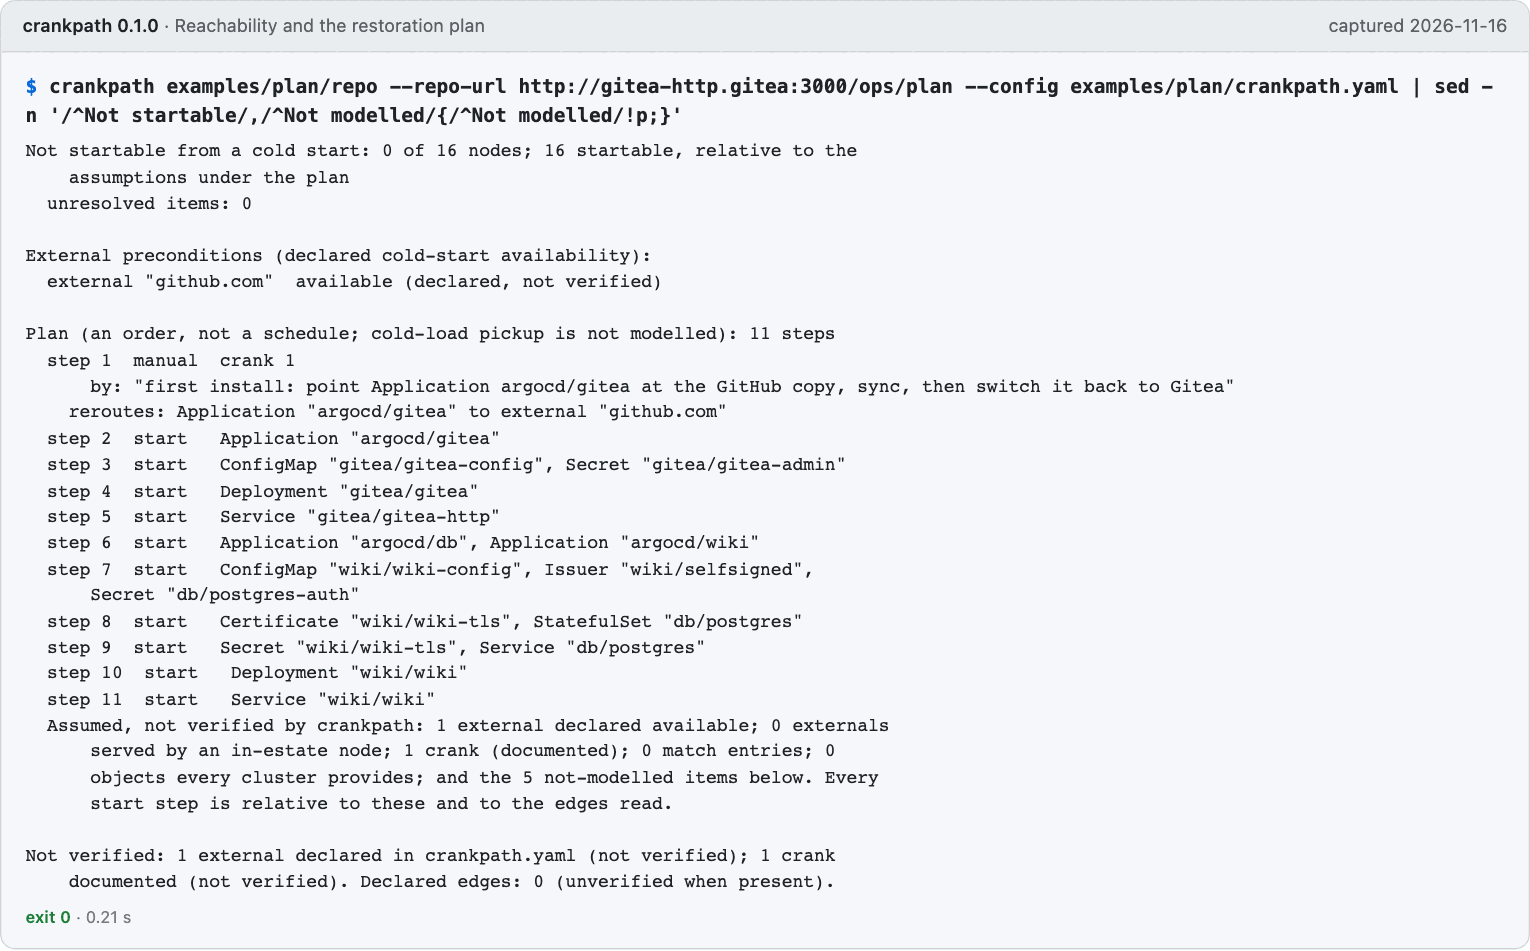 crankpath 0.1.0 · Reachability and the restoration plan
captured 2026-11-16
$ crankpath examples/plan/repo --repo-url http://gitea-http.gitea:3000/ops/plan --config examples/plan/crankpath.yaml | sed -
n '/^Not startable/,/^Not modelled/{/^Not modelled/!p;}'
Not startable from a cold start: 0 of 16 nodes; 16 startable, relative to the
    assumptions under the plan
  unresolved items: 0

External preconditions (declared cold-start availability):
  external "github.com"  available (declared, not verified)

Plan (an order, not a schedule; cold-load pickup is not modelled): 11 steps
  step 1  manual  crank 1
      by: "first install: point Application argocd/gitea at the GitHub copy, sync, then switch it back to Gitea"
    reroutes: Application "argocd/gitea" to external "github.com"
  step 2  start   Application "argocd/gitea"
  step 3  start   ConfigMap "gitea/gitea-config", Secret "gitea/gitea-admin"
  step 4  start   Deployment "gitea/gitea"
  step 5  start   Service "gitea/gitea-http"
  step 6  start   Application "argocd/db", Application "argocd/wiki"
  step 7  start   ConfigMap "wiki/wiki-config", Issuer "wiki/selfsigned",
      Secret "db/postgres-auth"
  step 8  start   Certificate "wiki/wiki-tls", StatefulSet "db/postgres"
  step 9  start   Secret "wiki/wiki-tls", Service "db/postgres"
  step 10  start   Deployment "wiki/wiki"
  step 11  start   Service "wiki/wiki"
  Assumed, not verified by crankpath: 1 external declared available; 0 externals
      served by an in-estate node; 1 crank (documented); 0 match entries; 0
      objects every cluster provides; and the 5 not-modelled items below. Every
      start step is relative to these and to the edges read.

Not verified: 1 external declared in crankpath.yaml (not verified); 1 crank
    documented (not verified). Declared edges: 0 (unverified when present).
exit 0 · 0.21 s